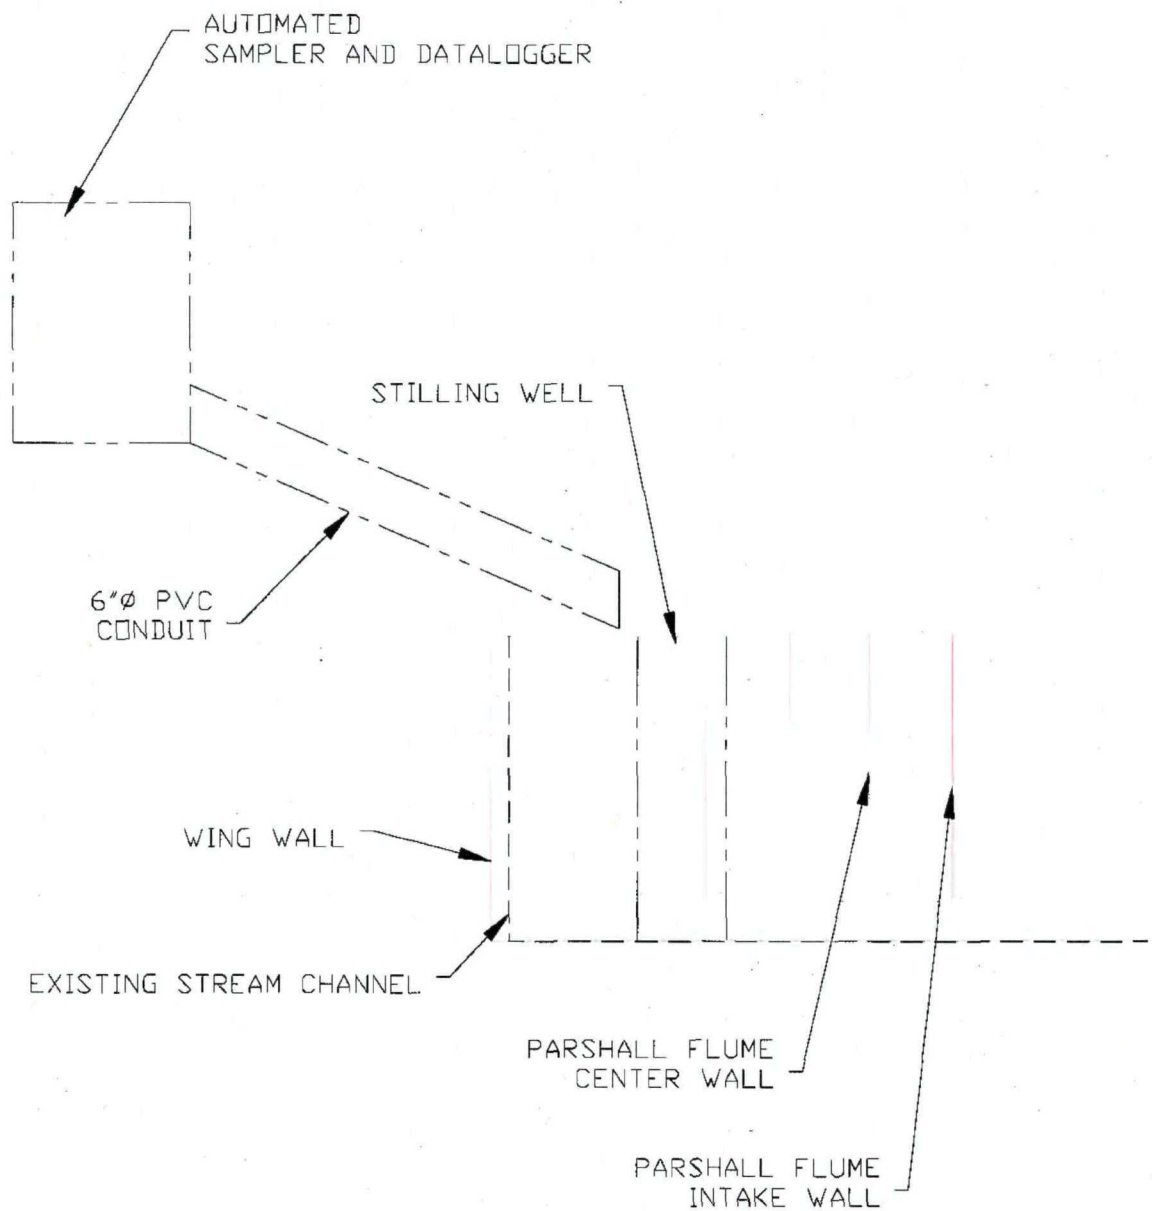 AUTOMATED
SAMPLER AND DATALOGGER
STILLING WELL
6"Ø PVC
CONDUIT
WING WALL
EXISTING STREAM CHANNEL
PARSHALL FLUME
CENTER WALL
PARSHALL FLUME
INTAKE WALL